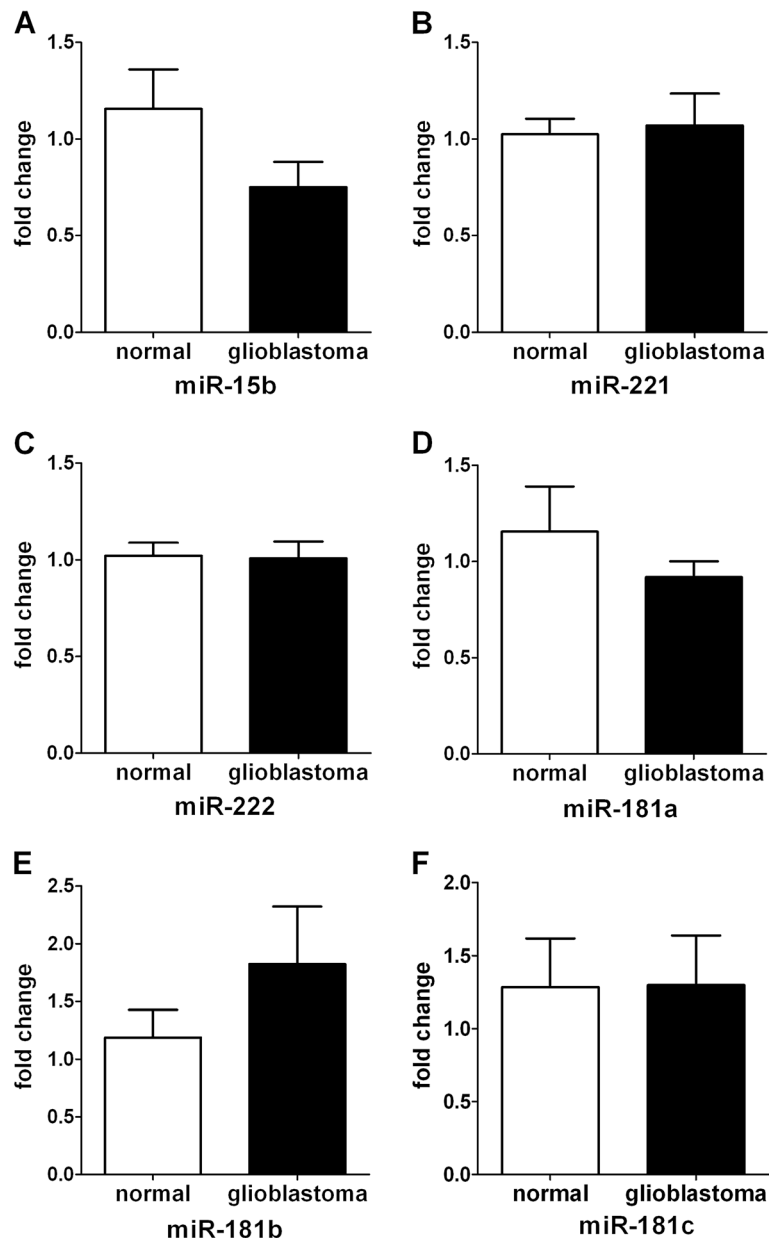 A
fold change
1.5
1.0
0.5
0.0
normal glioblastoma
miR-15b
B
fold change
1.5
1.0
0.5
0.0
normal glioblastoma
miR-221
C
fold change
1.5
1.0
0.5
0.0
normal glioblastoma
miR-222
D
fold change
1.5
1.0
0.5
0.0
normal glioblastoma
miR-181a
E
fold change
2.5
2.0
1.5
1.0
0.5
0.0
normal glioblastoma
miR-181b
F
fold change
2.0
1.5
1.0
0.5
0.0
normal glioblastoma
miR-181c